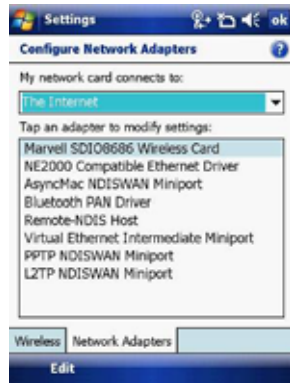 Settings
ok
Configure Network Adapters
?
My network card connects to:
The Internet
Tap an adapter to modify settings:
Marvell SDIO8686 Wireless Card
NE2000 Compatible Ethernet Driver
AsyncMac NDISWAN Miniport
Bluetooth PAN Driver
Remote-NDIS Host
Virtual Ethernet Intermediate Miniport
PPTP NDISWAN Miniport
L2TP NDISWAN Miniport
Wireless Network Adapters
Edit